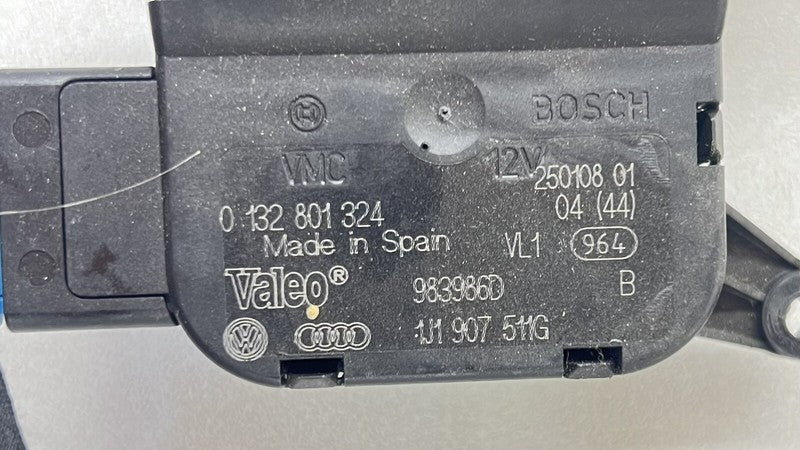 BOSCH
VMC 12V
250108 01
0 132 801 324 04 (44)
Made in Spain VL1 964
Valeo® 983986D B
1J1 907 511G